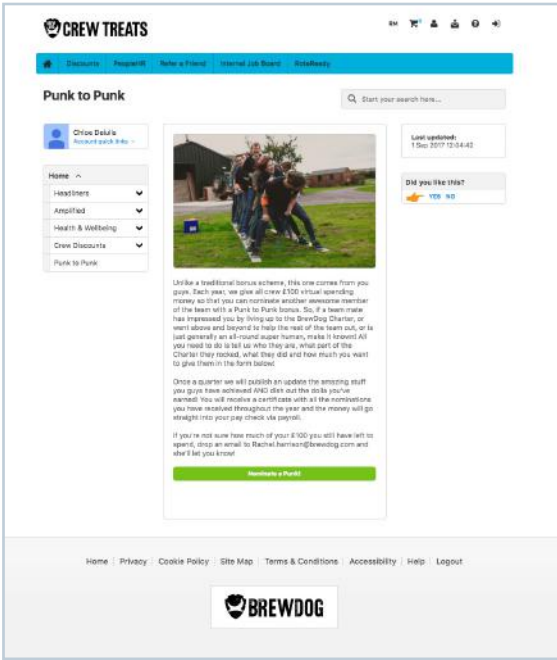 CREW TREATS
RM
Discounts PeopleHR Refer a Friend Internal Job Board RotaReady
Punk to Punk
Start your search here...
Chloe Delulla
Account quick links
Last updated:
1 Sep 2017 12:04:42
Home
Headliners
Amplified
Health & Wellbeing
Crew Discounts
Punk to Punk
Did you like this?
YES NO
Unlike a traditional bonus scheme, this one comes from you
guys. Each year, we give all crew £100 virtual spending
money so that you can nominate another awesome member
of the team with a Punk to Punk bonus. So, if a team mate
has impressed you by living up to the BrewDog Charter, or
went above and beyond to help the rest of the team out, or is
just generally an all-round super human, make it known! All
you need to do is tell us who they are, what part of the
Charter they rocked, what they did and how much you want
to give them in the form below!
Once a quarter we will publish an update the amazing stuff
you guys have achieved AND dish out the dolla you've
earned! You will receive a certificate with all the nominations
you have received throughout the year and the money will go
straight into your pay check via payroll.
If you're not sure how much of your £100 you still have left to
spend, drop an email to Rachel.harrison@brewdog.com and
she'll let you know!
Nominate a Punk!
Home Privacy Cookie Policy Site Map Terms & Conditions Accessibility Help Logout
BREWDOG